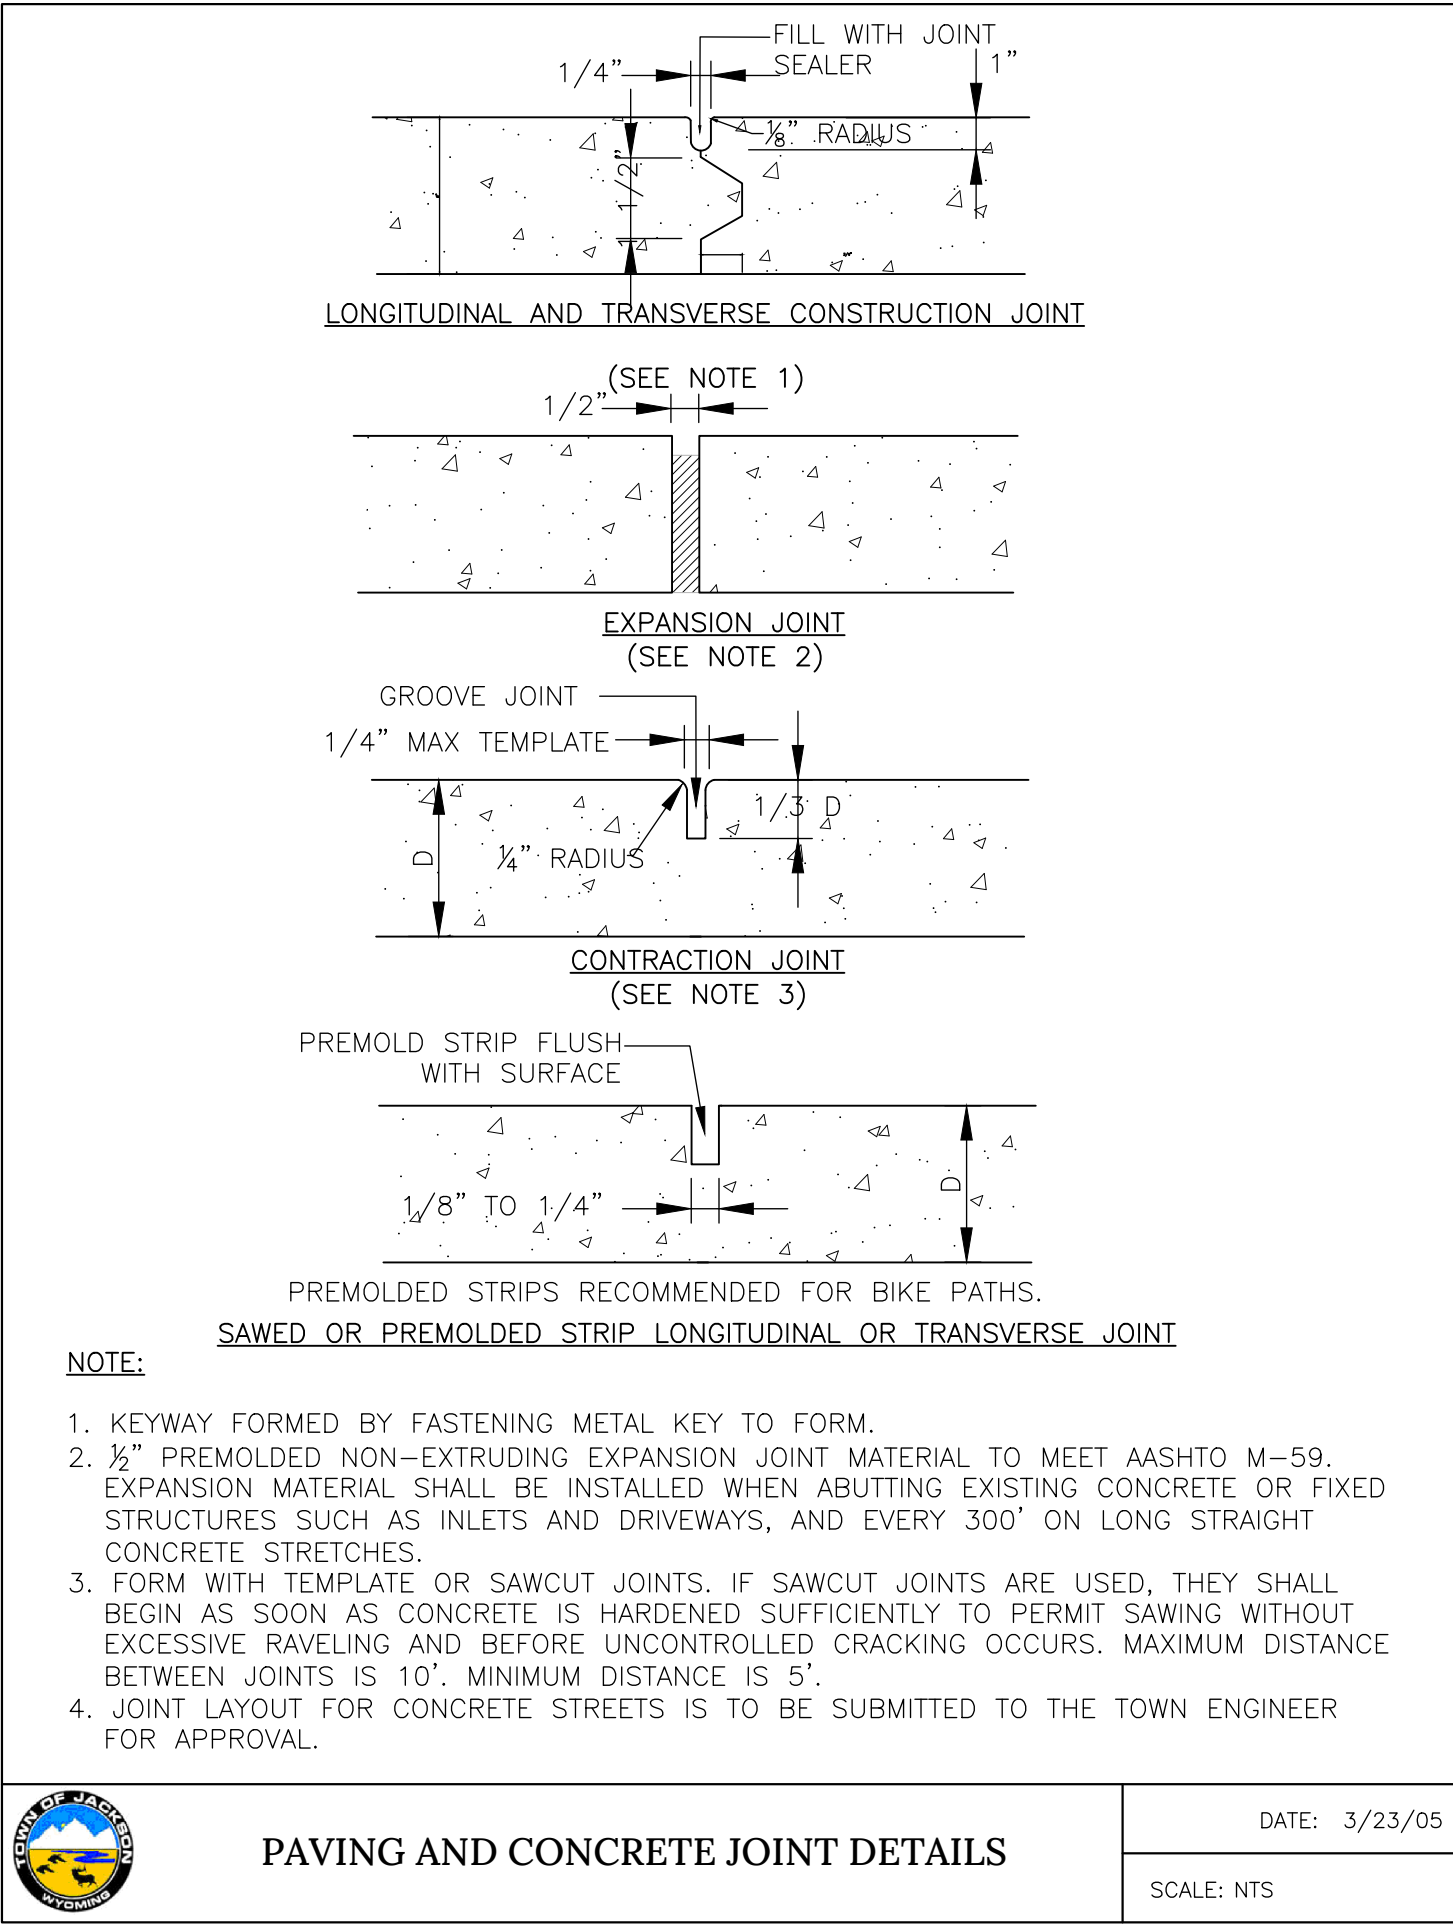 FILL WITH JOINT
SEALER
1/4"
1"
⅛" RADIUS
1 1/2"
LONGITUDINAL AND TRANSVERSE CONSTRUCTION JOINT
(SEE NOTE 1)
1/2"
EXPANSION JOINT
(SEE NOTE 2)
GROOVE JOINT
1/4" MAX TEMPLATE
1/3 D
D
¼" RADIUS
CONTRACTION JOINT
(SEE NOTE 3)
PREMOLD STRIP FLUSH
WITH SURFACE
D
1/8" TO 1/4"
PREMOLDED STRIPS RECOMMENDED FOR BIKE PATHS.
SAWED OR PREMOLDED STRIP LONGITUDINAL OR TRANSVERSE JOINT
NOTE:
1. KEYWAY FORMED BY FASTENING METAL KEY TO FORM.
2. ½" PREMOLDED NON-EXTRUDING EXPANSION JOINT MATERIAL TO MEET AASHTO M-59.
EXPANSION MATERIAL SHALL BE INSTALLED WHEN ABUTTING EXISTING CONCRETE OR FIXED
STRUCTURES SUCH AS INLETS AND DRIVEWAYS, AND EVERY 300' ON LONG STRAIGHT
CONCRETE STRETCHES.
3. FORM WITH TEMPLATE OR SAWCUT JOINTS. IF SAWCUT JOINTS ARE USED, THEY SHALL
BEGIN AS SOON AS CONCRETE IS HARDENED SUFFICIENTLY TO PERMIT SAWING WITHOUT
EXCESSIVE RAVELING AND BEFORE UNCONTROLLED CRACKING OCCURS. MAXIMUM DISTANCE
BETWEEN JOINTS IS 10'. MINIMUM DISTANCE IS 5'.
4. JOINT LAYOUT FOR CONCRETE STREETS IS TO BE SUBMITTED TO THE TOWN ENGINEER
FOR APPROVAL.
TOWN OF JACKSON
WYOMING
PAVING AND CONCRETE JOINT DETAILS
DATE: 3/23/05
SCALE: NTS